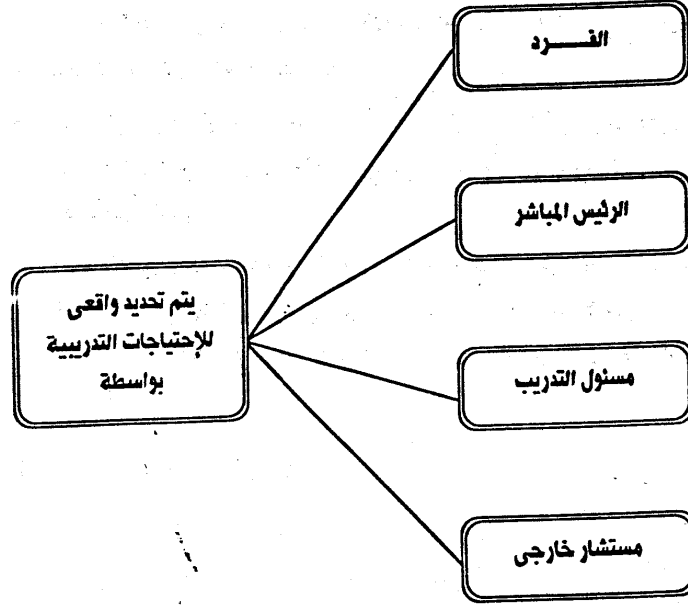 الفـــــرد
الرئيس المباشر
يتم تحديد واقعى
للإحتياجات التدريبية
بواسطة
مسئول التدريب
مستشار خارجى